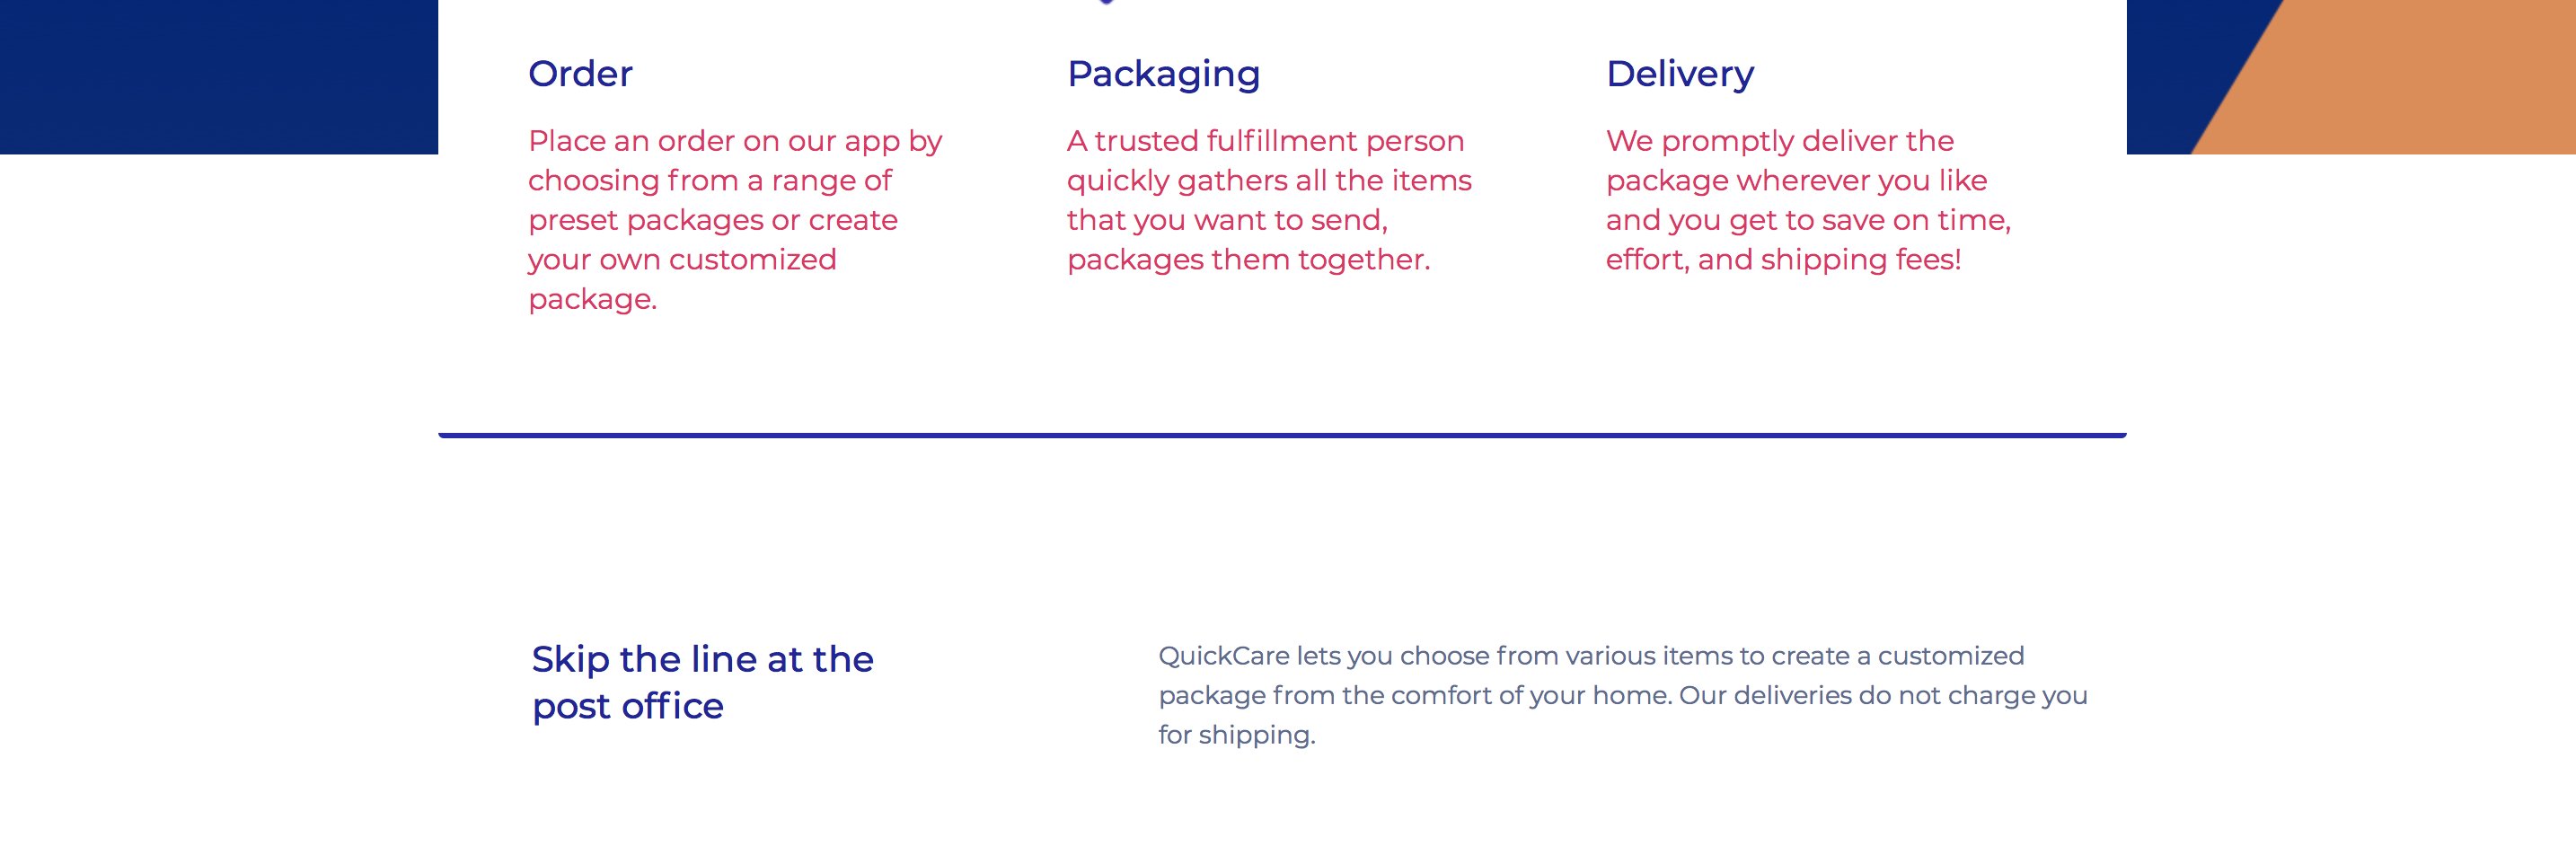 Order
Place an order on our app by
choosing from a range of
preset packages or create
your own customized
package.
Packaging
A trusted fulfillment person
quickly gathers all the items
that you want to send,
packages them together.
Delivery
We promptly deliver the
package wherever you like
and you get to save on time,
effort, and shipping fees!
Skip the line at the
post office
QuickCare lets you choose from various items to create a customized
package from the comfort of your home. Our deliveries do not charge you
for shipping.